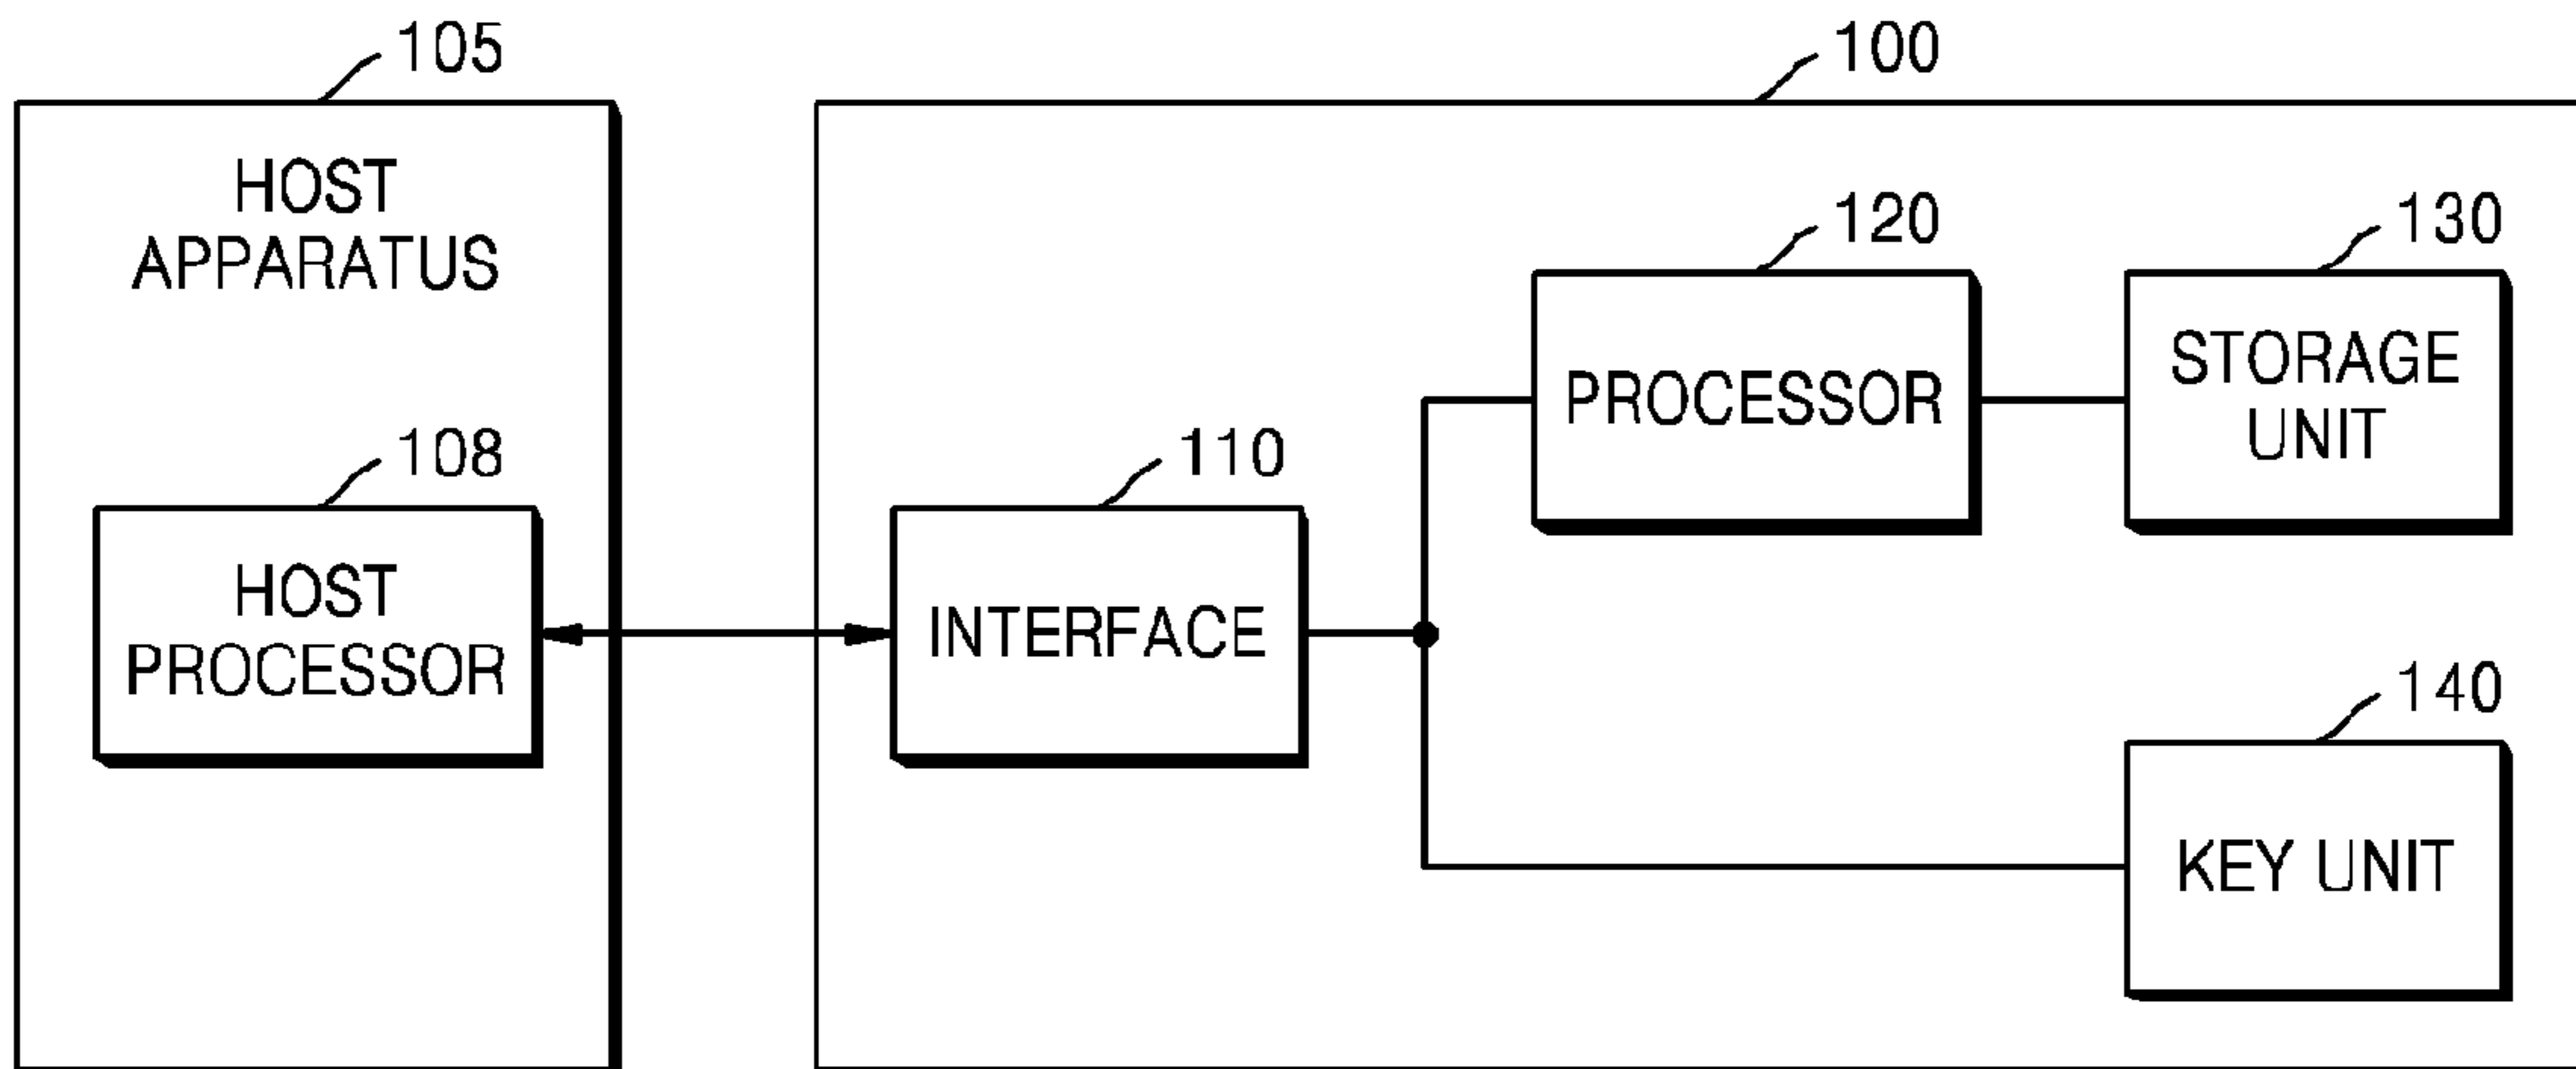 105
100
HOST
APPARATUS
120
130
PROCESSOR
STORAGE
UNIT
108
110
HOST
PROCESSOR
INTERFACE
140
KEY UNIT